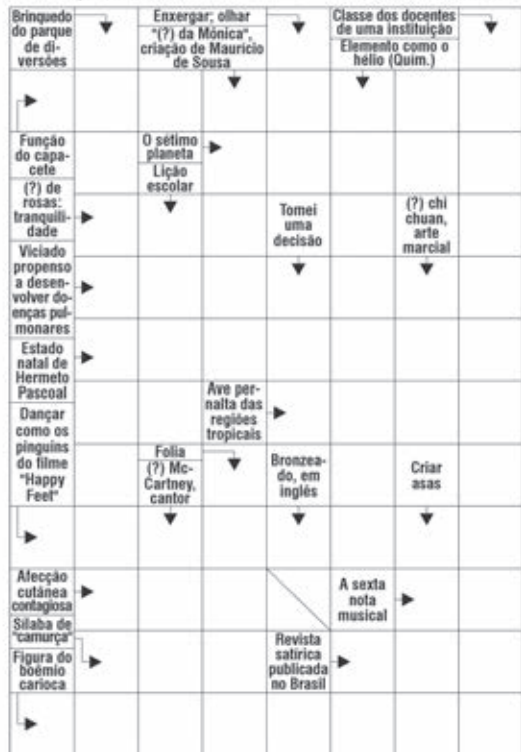 Brinquedo
do parque
de di-
versões
Enxergar; olhar
"(?) da Mônica",
criação de Mauricio
de Sousa
Classe dos docentes
de uma instituição
Elemento como o
hélio (Quím.)
Função
do capa-
cete
O sétimo
planeta
Lição
escolar
(?) de
rosas:
tranquili-
dade
Tomei
uma
decisão
(?) chi
chuan,
arte
marcial
Viciado
propenso
a desen-
volver do-
enças pul-
monares
Estado
natal de
Hermeto
Pascoal
Ave per-
nalta das
regiões
tropicais
Dançar
como os
pinguins
do filme
"Happy
Feet"
Folia
(?) Mc-
Cartney,
cantor
Bronzea-
do, em
inglês
Criar
asas
Afecção
cutânea
contagiosa
A sexta
nota
musical
Sílaba de
"camurça"
Figura do
boêmio
carioca
Revista
satírica
publicada
no Brasil